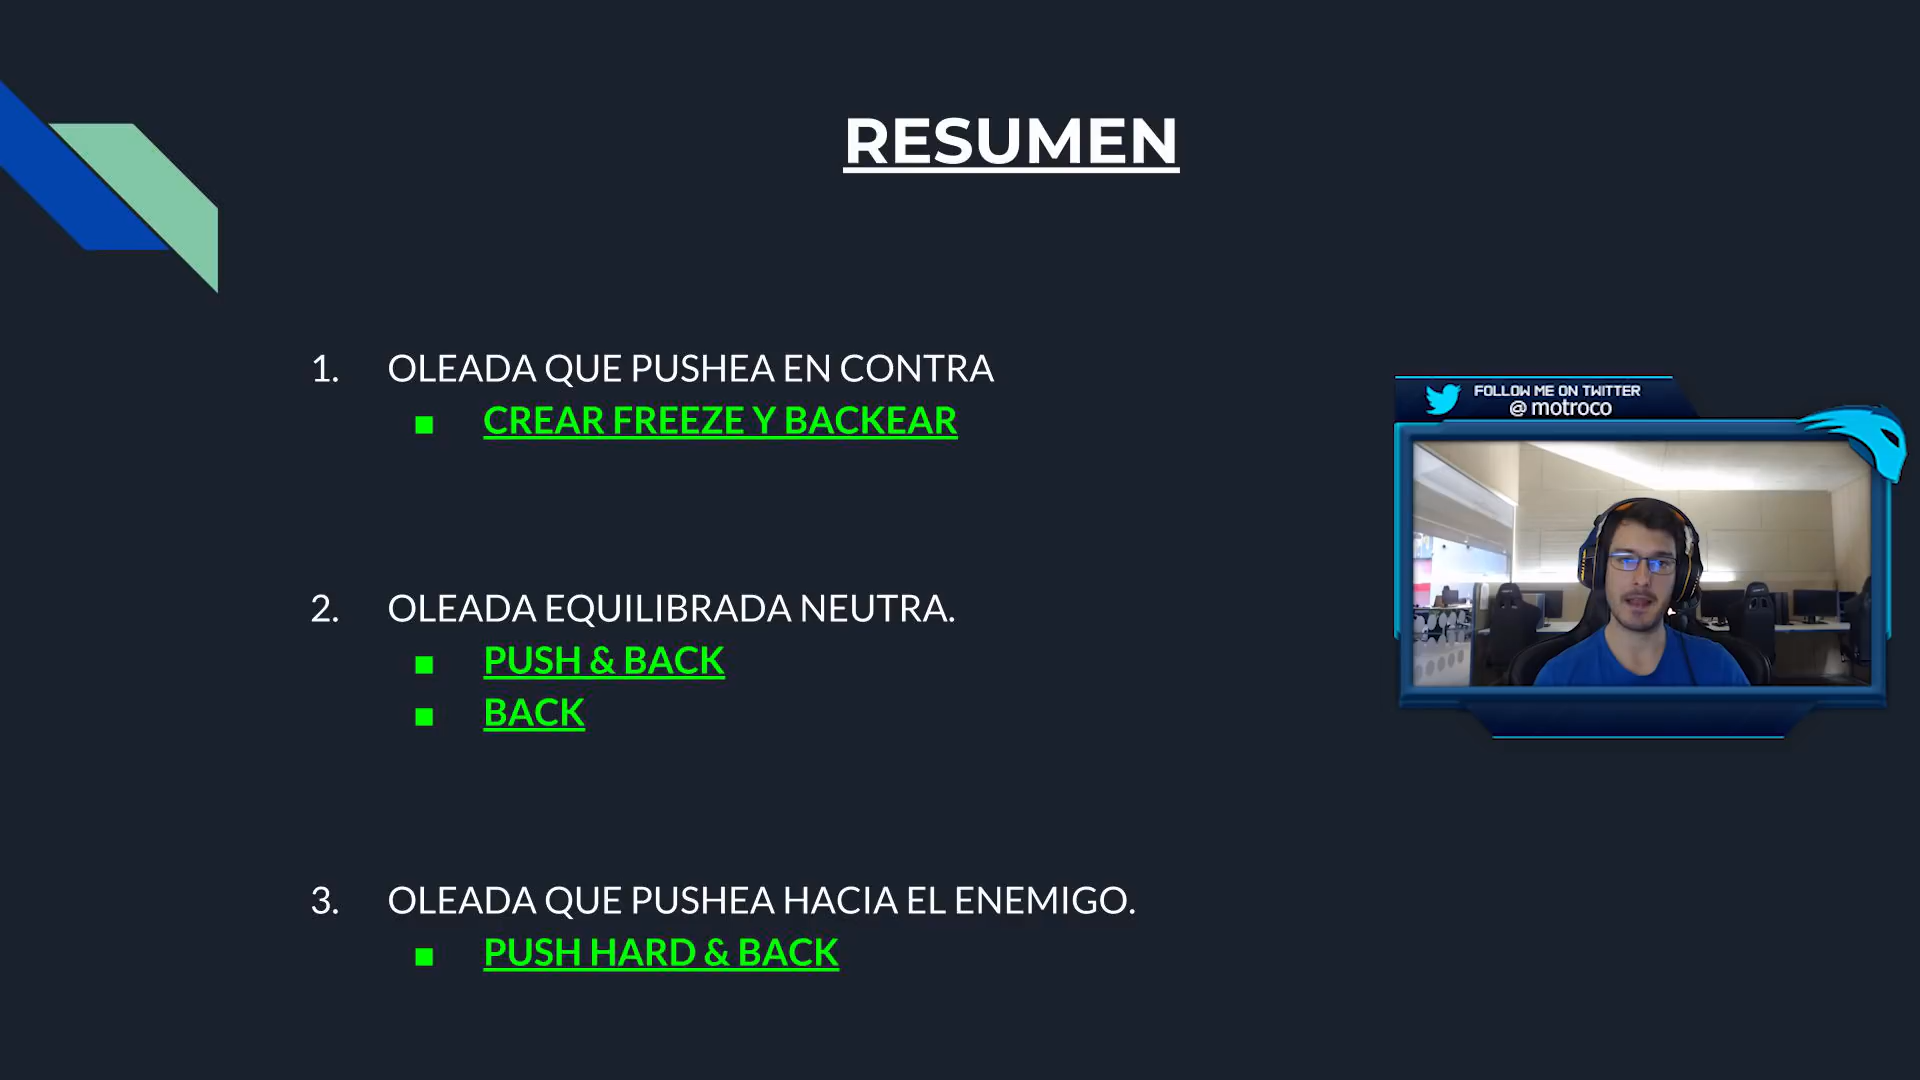 RESUMEN
1. OLEADA QUE PUSHEA EN CONTRA
■ CREAR FREEZE Y BACKEAR
FOLLOW ME ON TWITTER
@ motroco
2. OLEADA EQUILIBRADA NEUTRA.
■ PUSH & BACK
■ BACK
3. OLEADA QUE PUSHEA HACIA EL ENEMIGO.
■ PUSH HARD & BACK